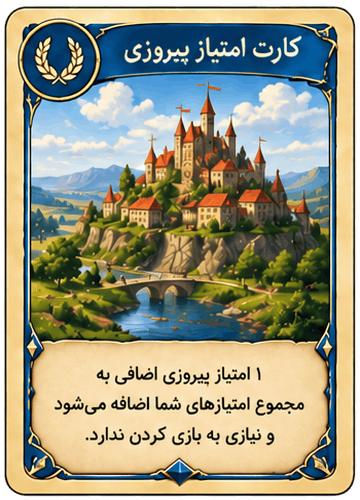 کارت امتیاز پیروزی
۱ امتیاز پیروزی اضافی به
مجموع امتیازهای شما اضافه می‌شود
و نیازی به بازی کردن ندارد.